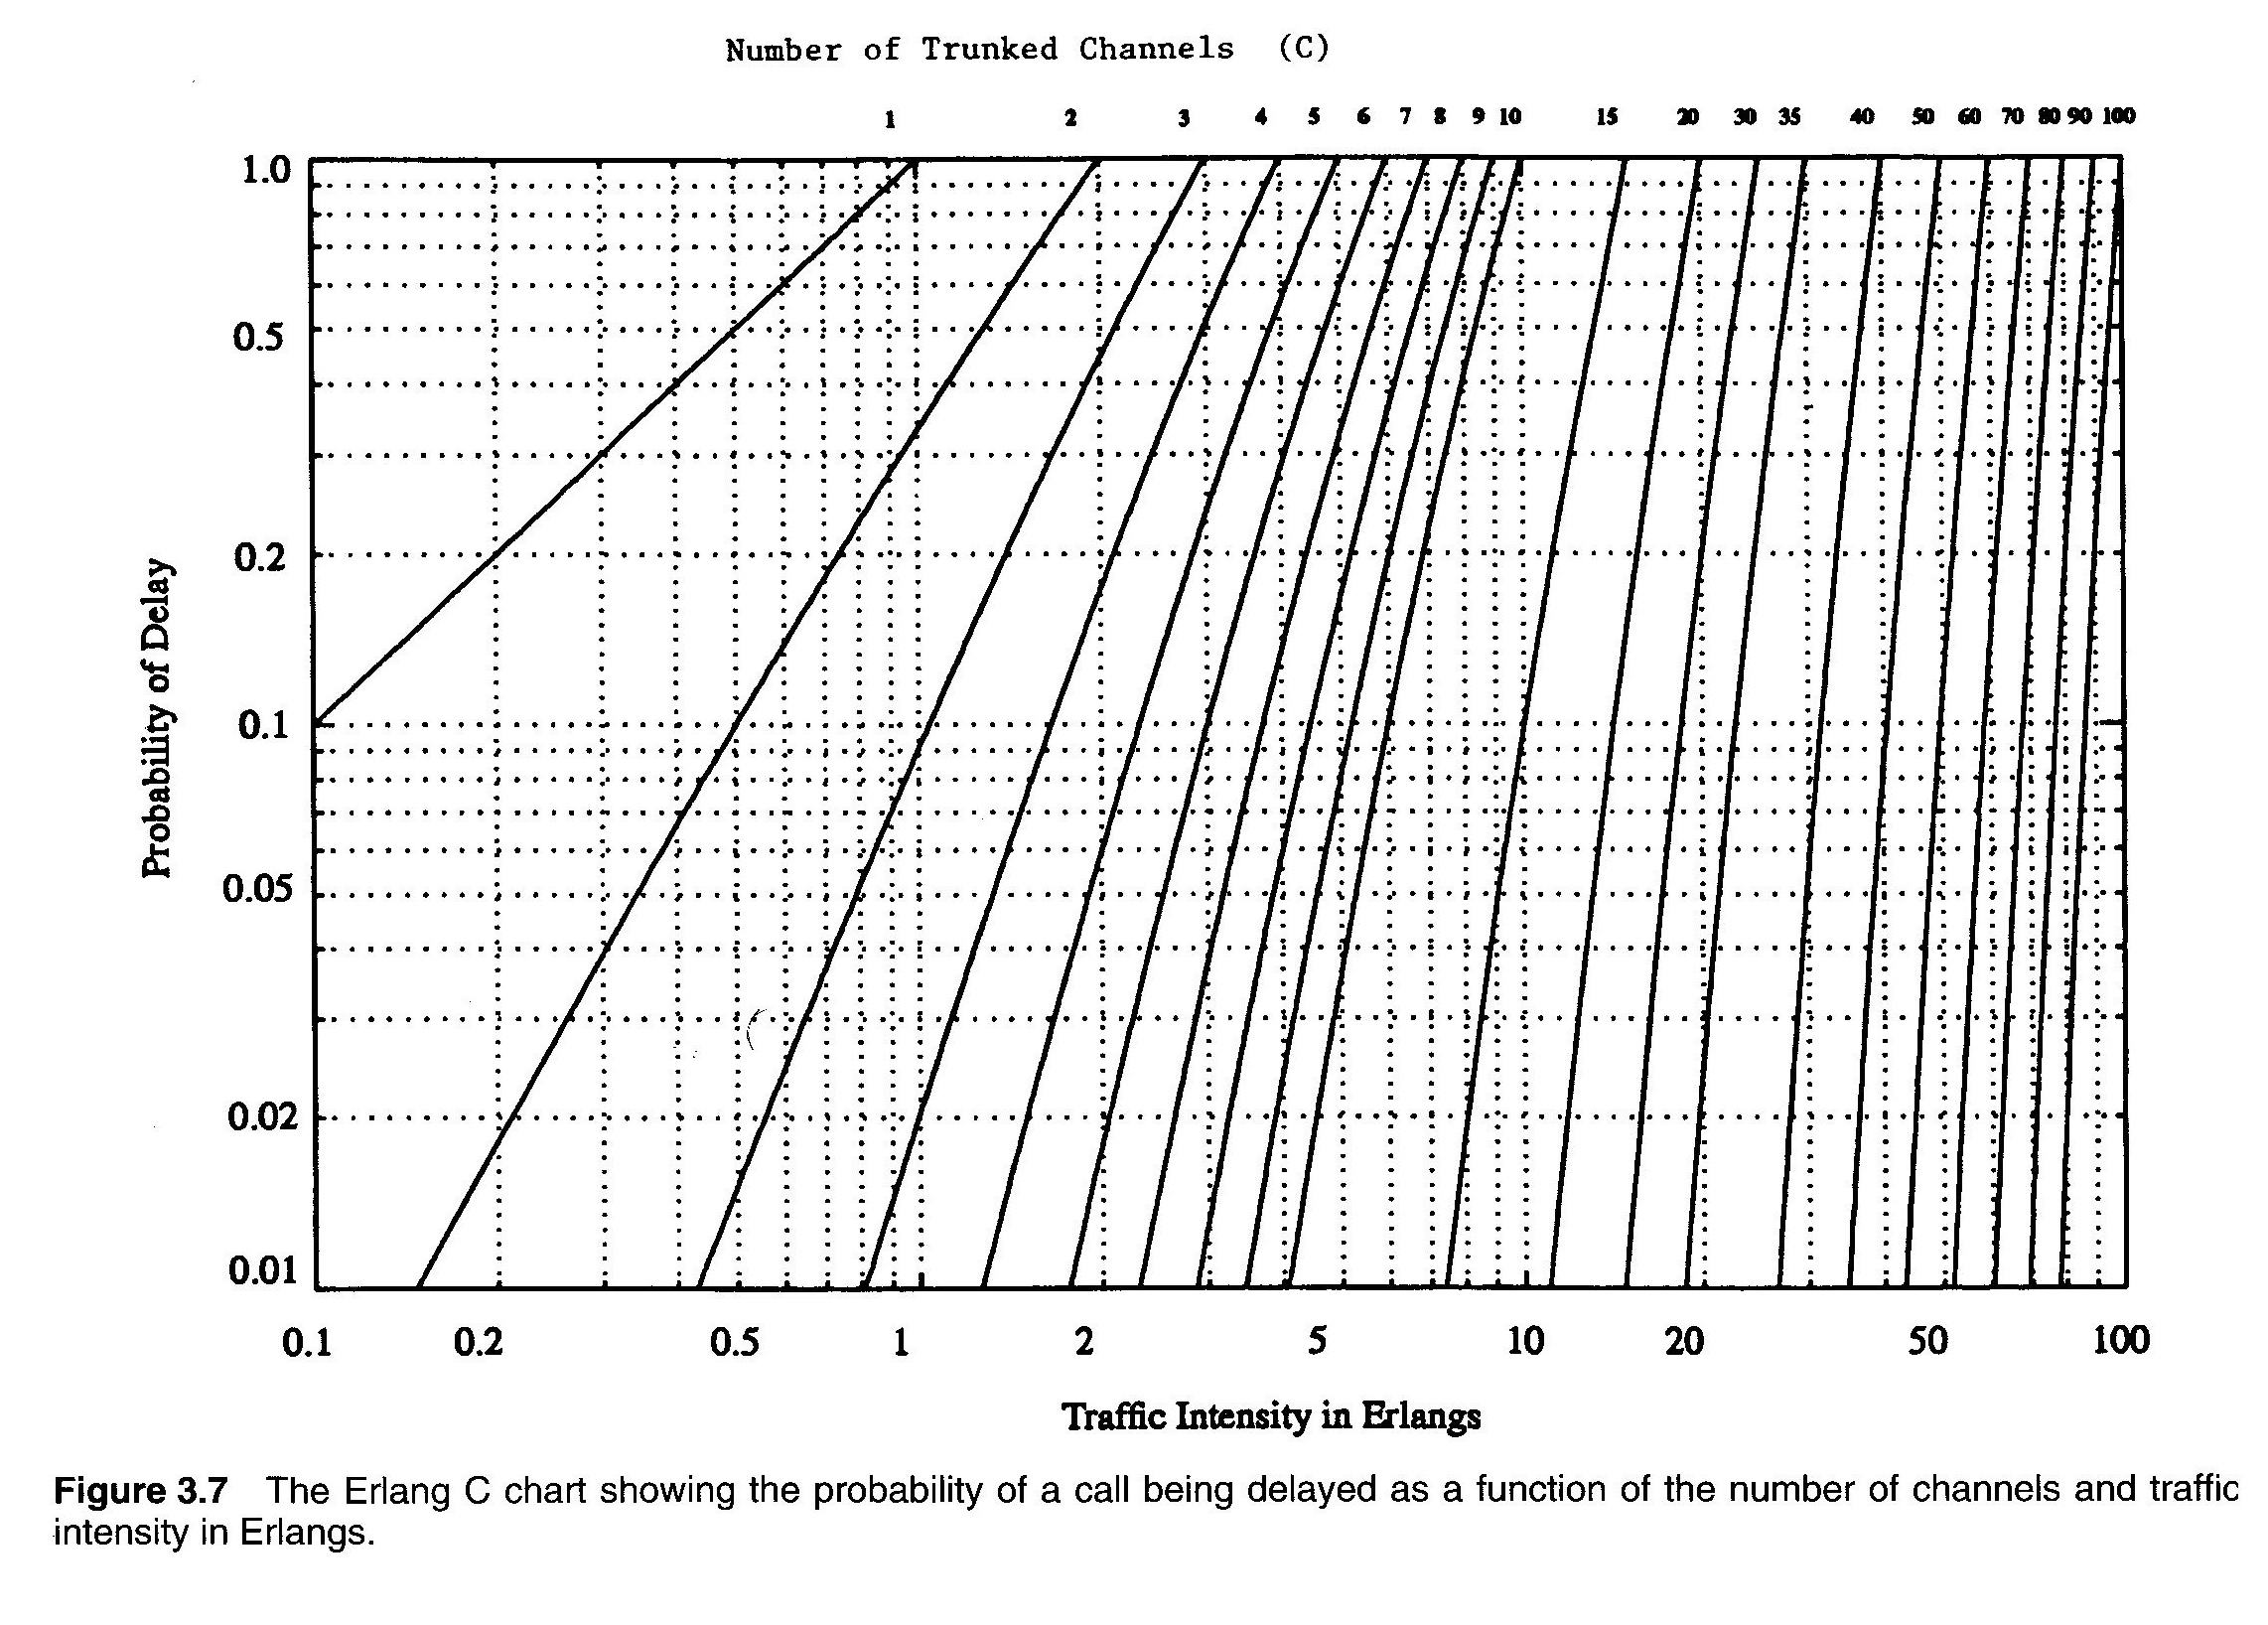 Number of Trunked Channels (C)
1 2 3 4 5 6 7 8 9 10 15 20 30 35 40 50 60 70 80 90 100
1.0
0.5
0.2
0.1
0.05
0.02
0.01
Probability of Delay
0.1 0.2 0.5 1 2 5 10 20 50 100
Traffic Intensity in Erlangs
Figure 3.7 The Erlang C chart showing the probability of a call being delayed as a function of the number of channels and traffic
intensity in Erlangs.